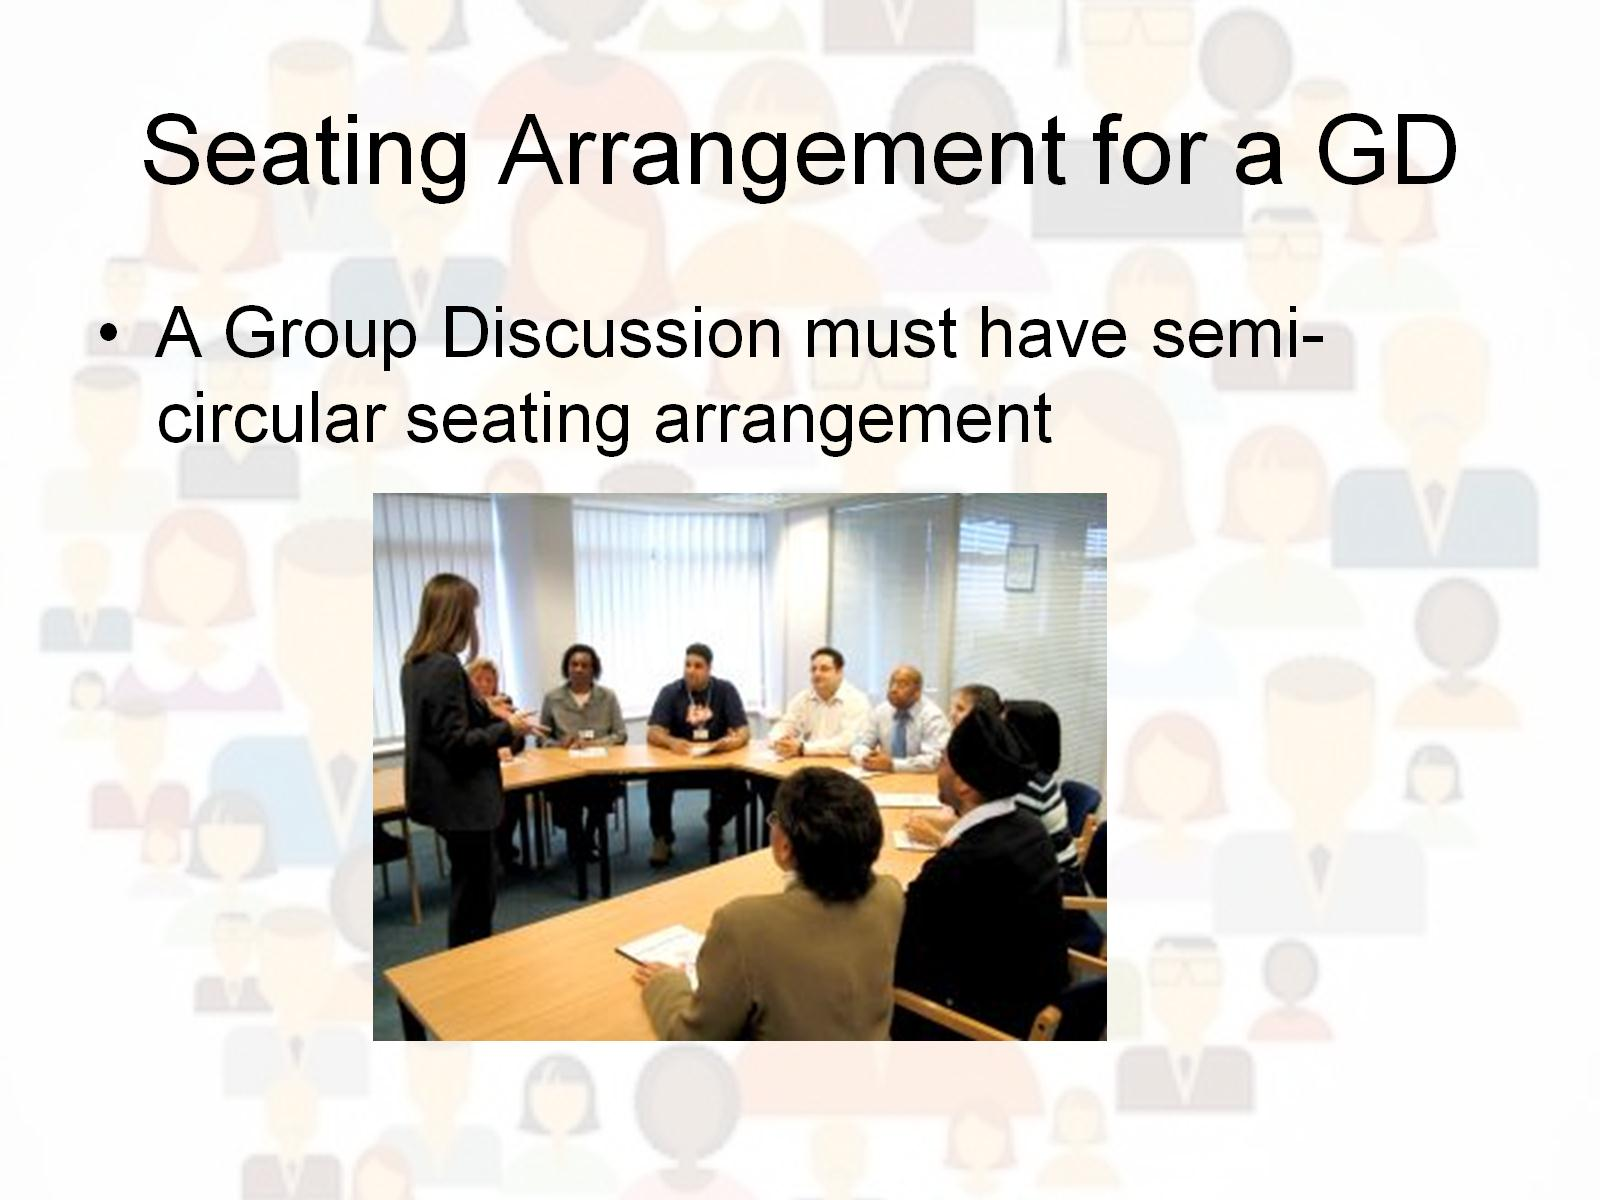 Seating Arrangement for a GD
• A Group Discussion must have semi-
circular seating arrangement